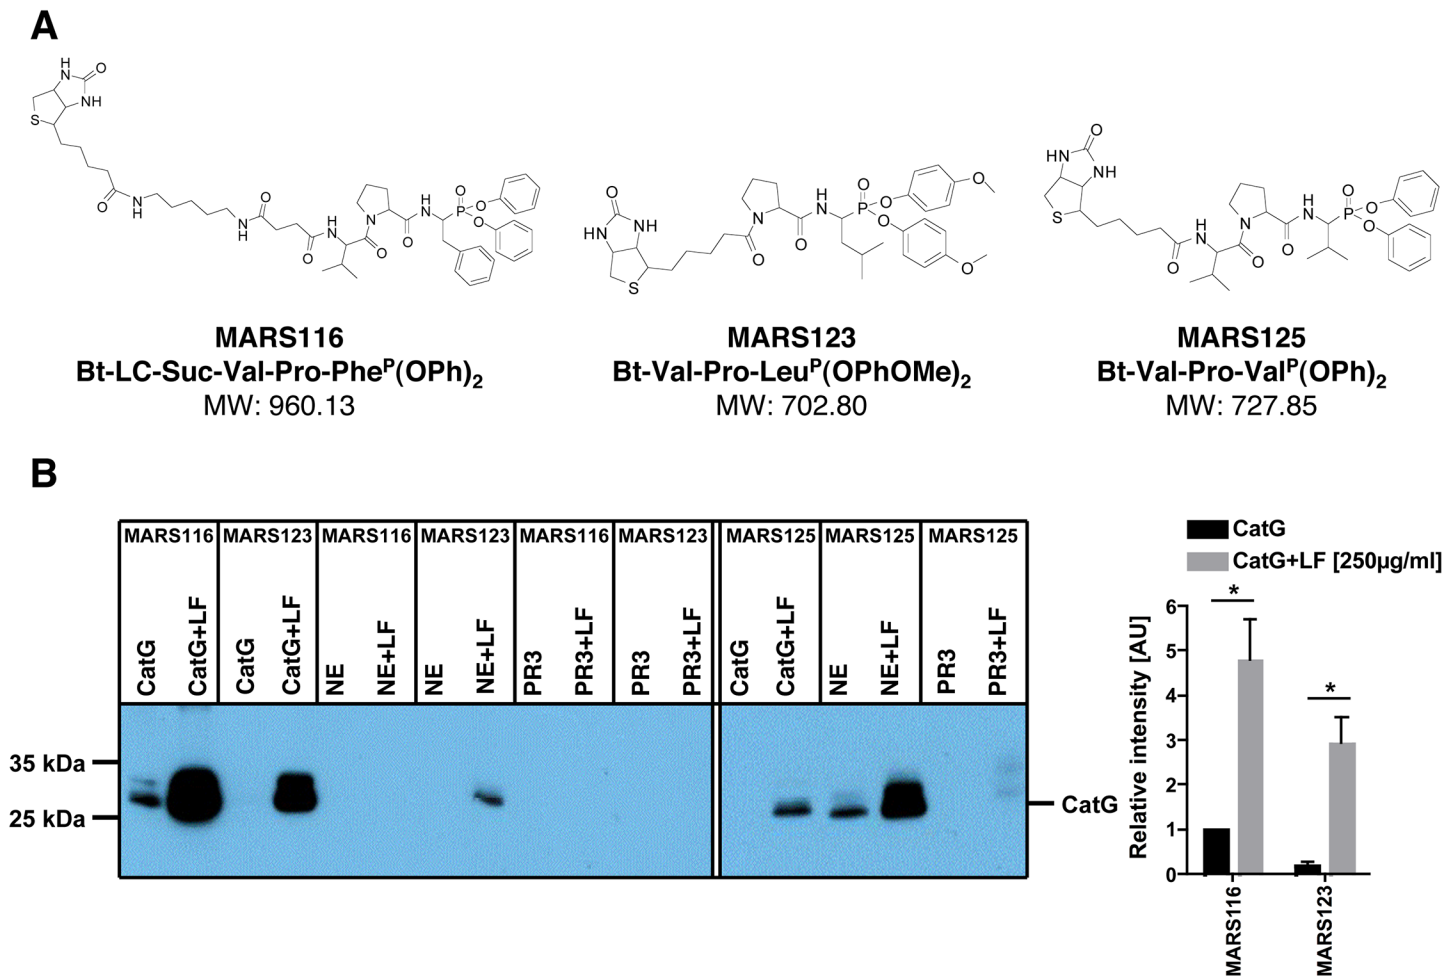 A
MARS116
Bt-LC-Suc-Val-Pro-Pheᴾ(OPh)₂
MW: 960.13
MARS123
Bt-Val-Pro-Leuᴾ(OPhOMe)₂
MW: 702.80
MARS125
Bt-Val-Pro-Valᴾ(OPh)₂
MW: 727.85
B
MARS116 MARS123 MARS116 MARS123 MARS116 MARS123 MARS125 MARS125 MARS125
CatG CatG+LF CatG CatG+LF NE NE+LF NE NE+LF PR3 PR3+LF PR3 PR3+LF CatG CatG+LF NE NE+LF PR3 PR3+LF
35 kDa
25 kDa
CatG
CatG
CatG+LF [250µg/ml]
Relative intensity [AU]
6
5
4
3
2
1
0
*
*
MARS116
MARS123